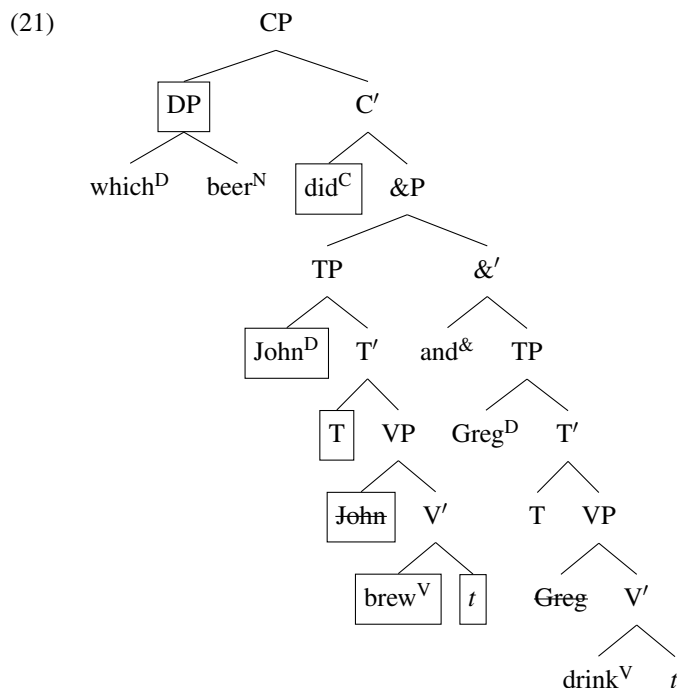 (21) CP
DP C′
which^D beer^N did^C &P
TP &′
John^D T′ and^& TP
T VP Greg^D T′
~~John~~ V′ T VP
brew^V t ~~Greg~~ V′
drink^V t